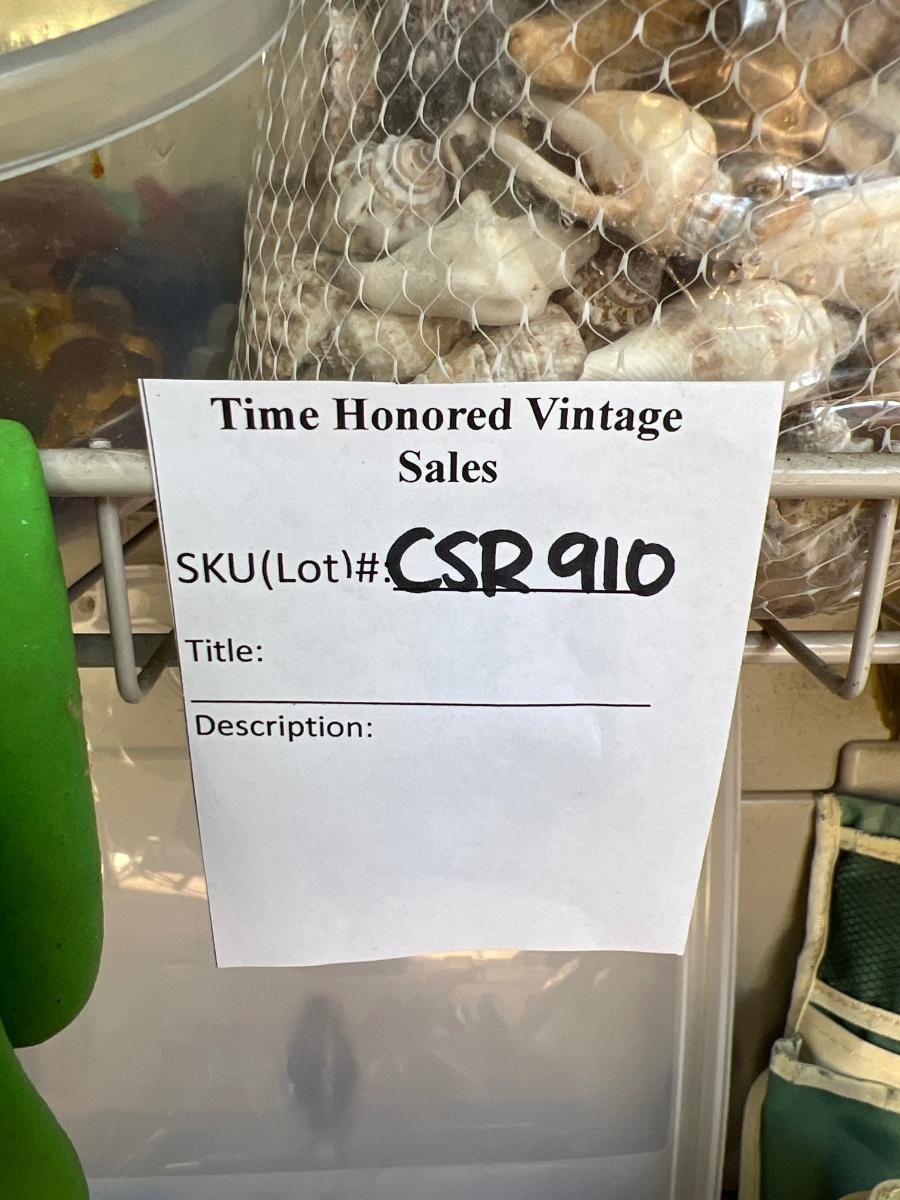 Time Honored Vintage
Sales
SKU(Lot)#: CSR 910
Title:
Description: